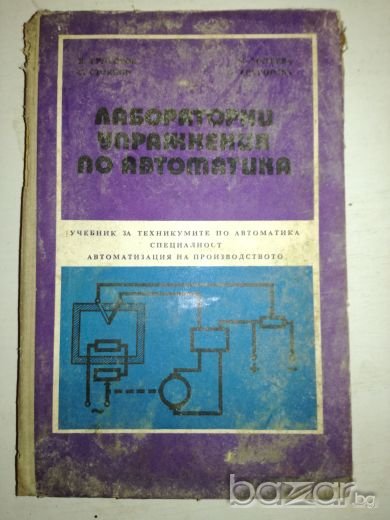 ЛАБОРАТОРНИ
УПРАЖНЕНИЯ
ПО АВТОМАТИКА
УЧЕБНИК ЗА ТЕХНИКУМИТЕ ПО АВТОМАТИКА
СПЕЦИАЛНОСТ
АВТОМАТИЗАЦИЯ НА ПРОИЗВОДСТВОТО
bazar.bg